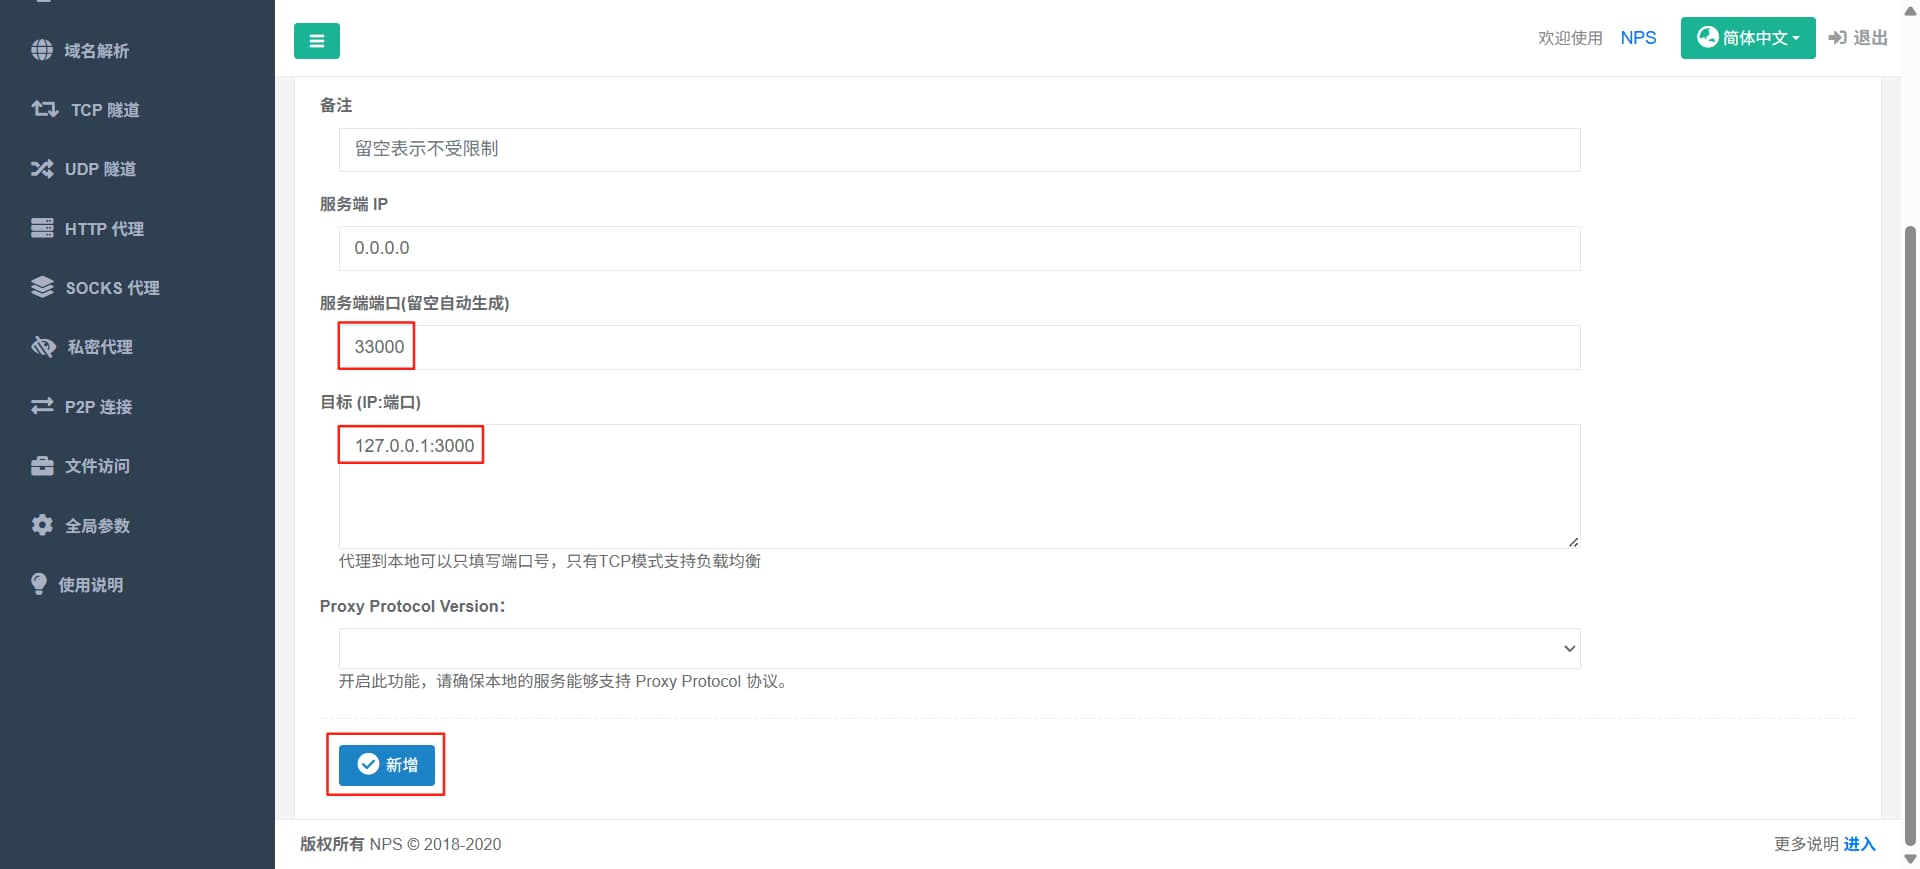 域名解析
TCP 隧道
UDP 隧道
HTTP 代理
SOCKS 代理
私密代理
P2P 连接
文件访问
全局参数
使用说明
欢迎使用 NPS 简体中文 退出
备注
留空表示不受限制
服务端 IP
0.0.0.0
服务端端口(留空自动生成)
33000
目标 (IP:端口)
127.0.0.1:3000
代理到本地可以只填写端口号，只有TCP模式支持负载均衡
Proxy Protocol Version：
开启此功能，请确保本地的服务能够支持 Proxy Protocol 协议。
新增
版权所有 NPS © 2018-2020
更多说明 进入